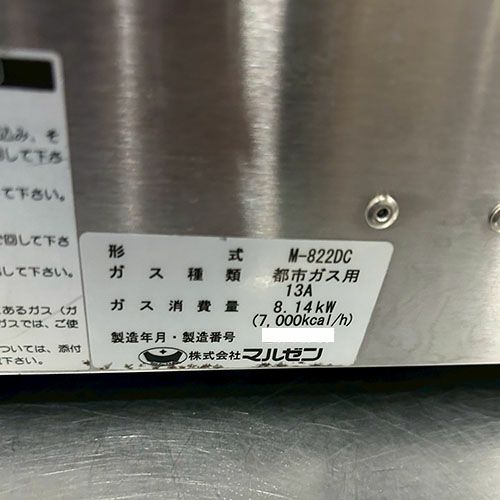 込み、そ
して下さ
て下さい。
回して下さ
して下さい。
あるガス(ガ
ガスでは、ご使
ついては、添付
形 式 M-822DC
ガス種類 都市ガス用
13A
ガス消費量 8.14kW
(7,000kcal/h)
製造年月・製造番号
株式会社マルゼン